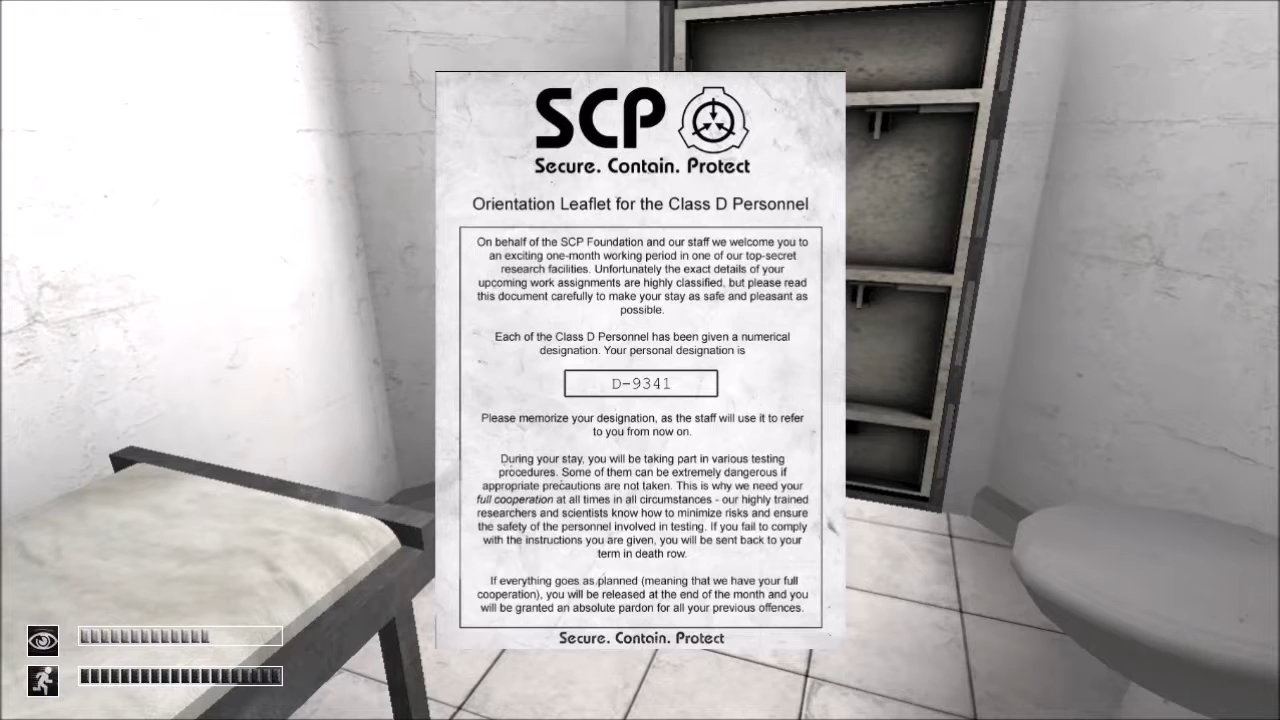 SCP
Secure. Contain. Protect
Orientation Leaflet for the Class D Personnel
On behalf of the SCP Foundation and our staff we welcome you to
an exciting one-month working period in one of our top-secret
research facilities. Unfortunately the exact details of your
upcoming work assignments are highly classified, but please read
this document carefully to make your stay as safe and pleasant as
possible.
Each of the Class D Personnel has been given a numerical
designation. Your personal designation is
D-9341
Please memorize your designation, as the staff will use it to refer
to you from now on.
During your stay, you will be taking part in various testing
procedures. Some of them can be extremely dangerous if
appropriate precautions are not taken. This is why we need your
full cooperation at all times in all circumstances - our highly trained
researchers and scientists know how to minimize risks and ensure
the safety of the personnel involved in testing. If you fail to comply
with the instructions you are given, you will be sent back to your
term in death row.
If everything goes as planned (meaning that we have your full
cooperation), you will be released at the end of the month and you
will be granted an absolute pardon for all your previous offences.
Secure. Contain. Protect